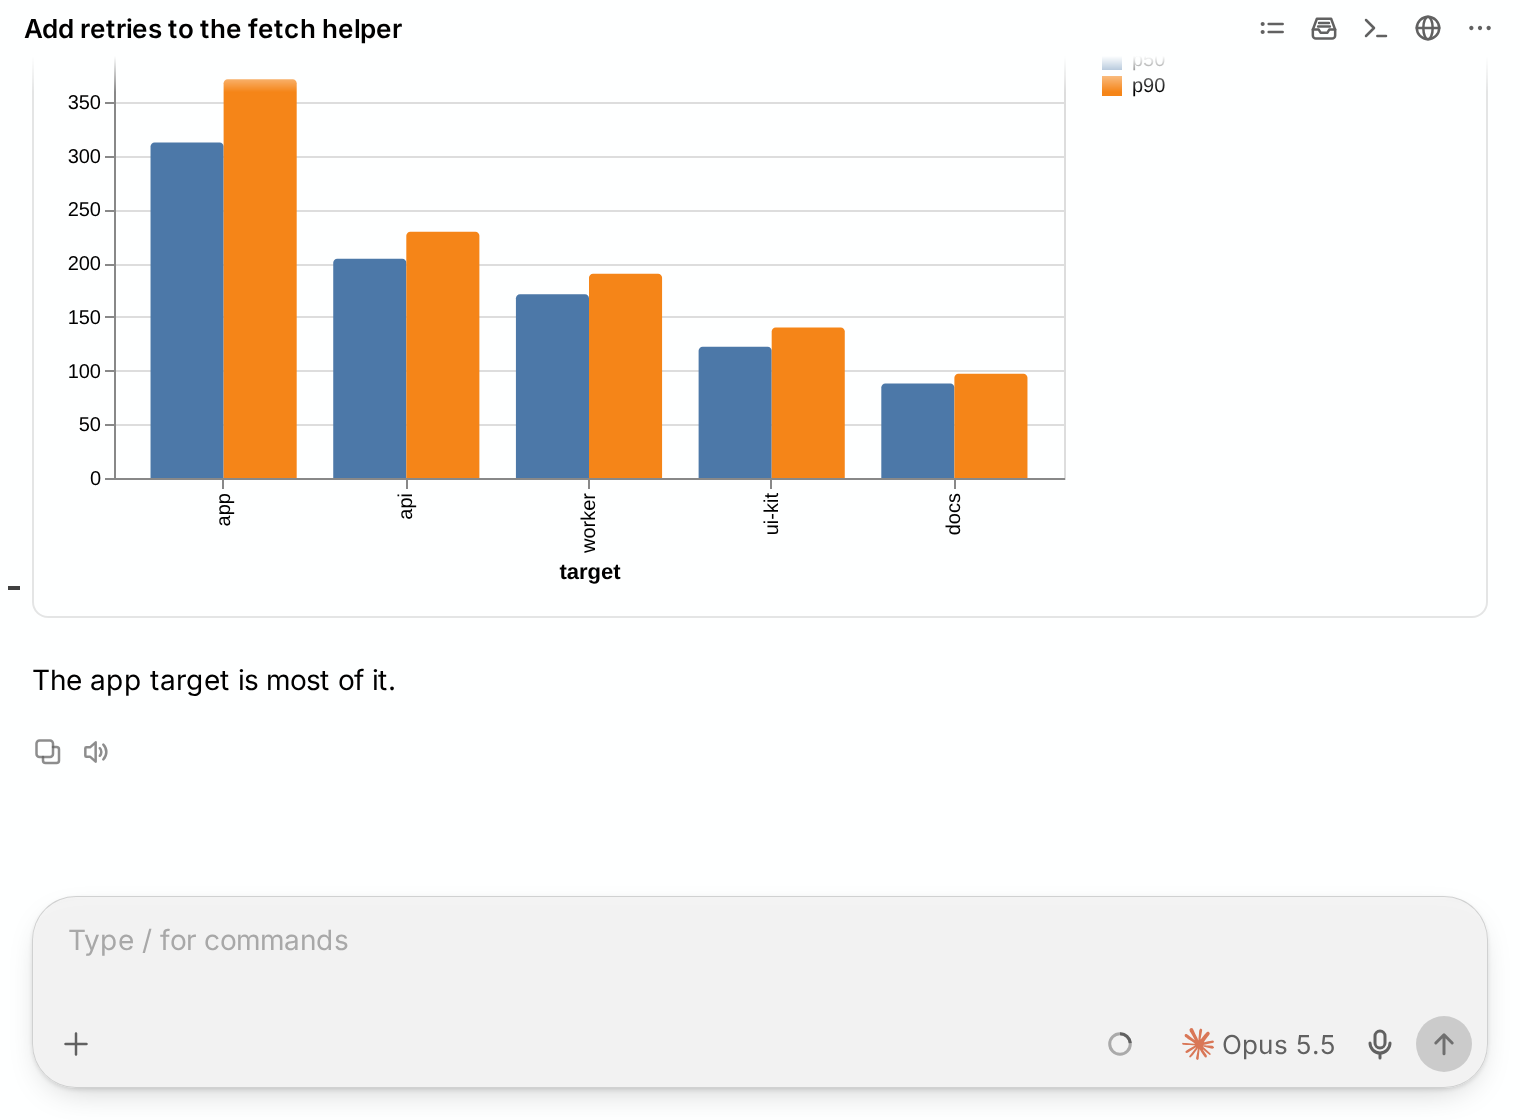 Add retries to the fetch helper
p50
p90
350
300
250
200
150
100
50
0
app
api
worker
ui-kit
docs
target
The app target is most of it.
Type / for commands
Opus 5.5